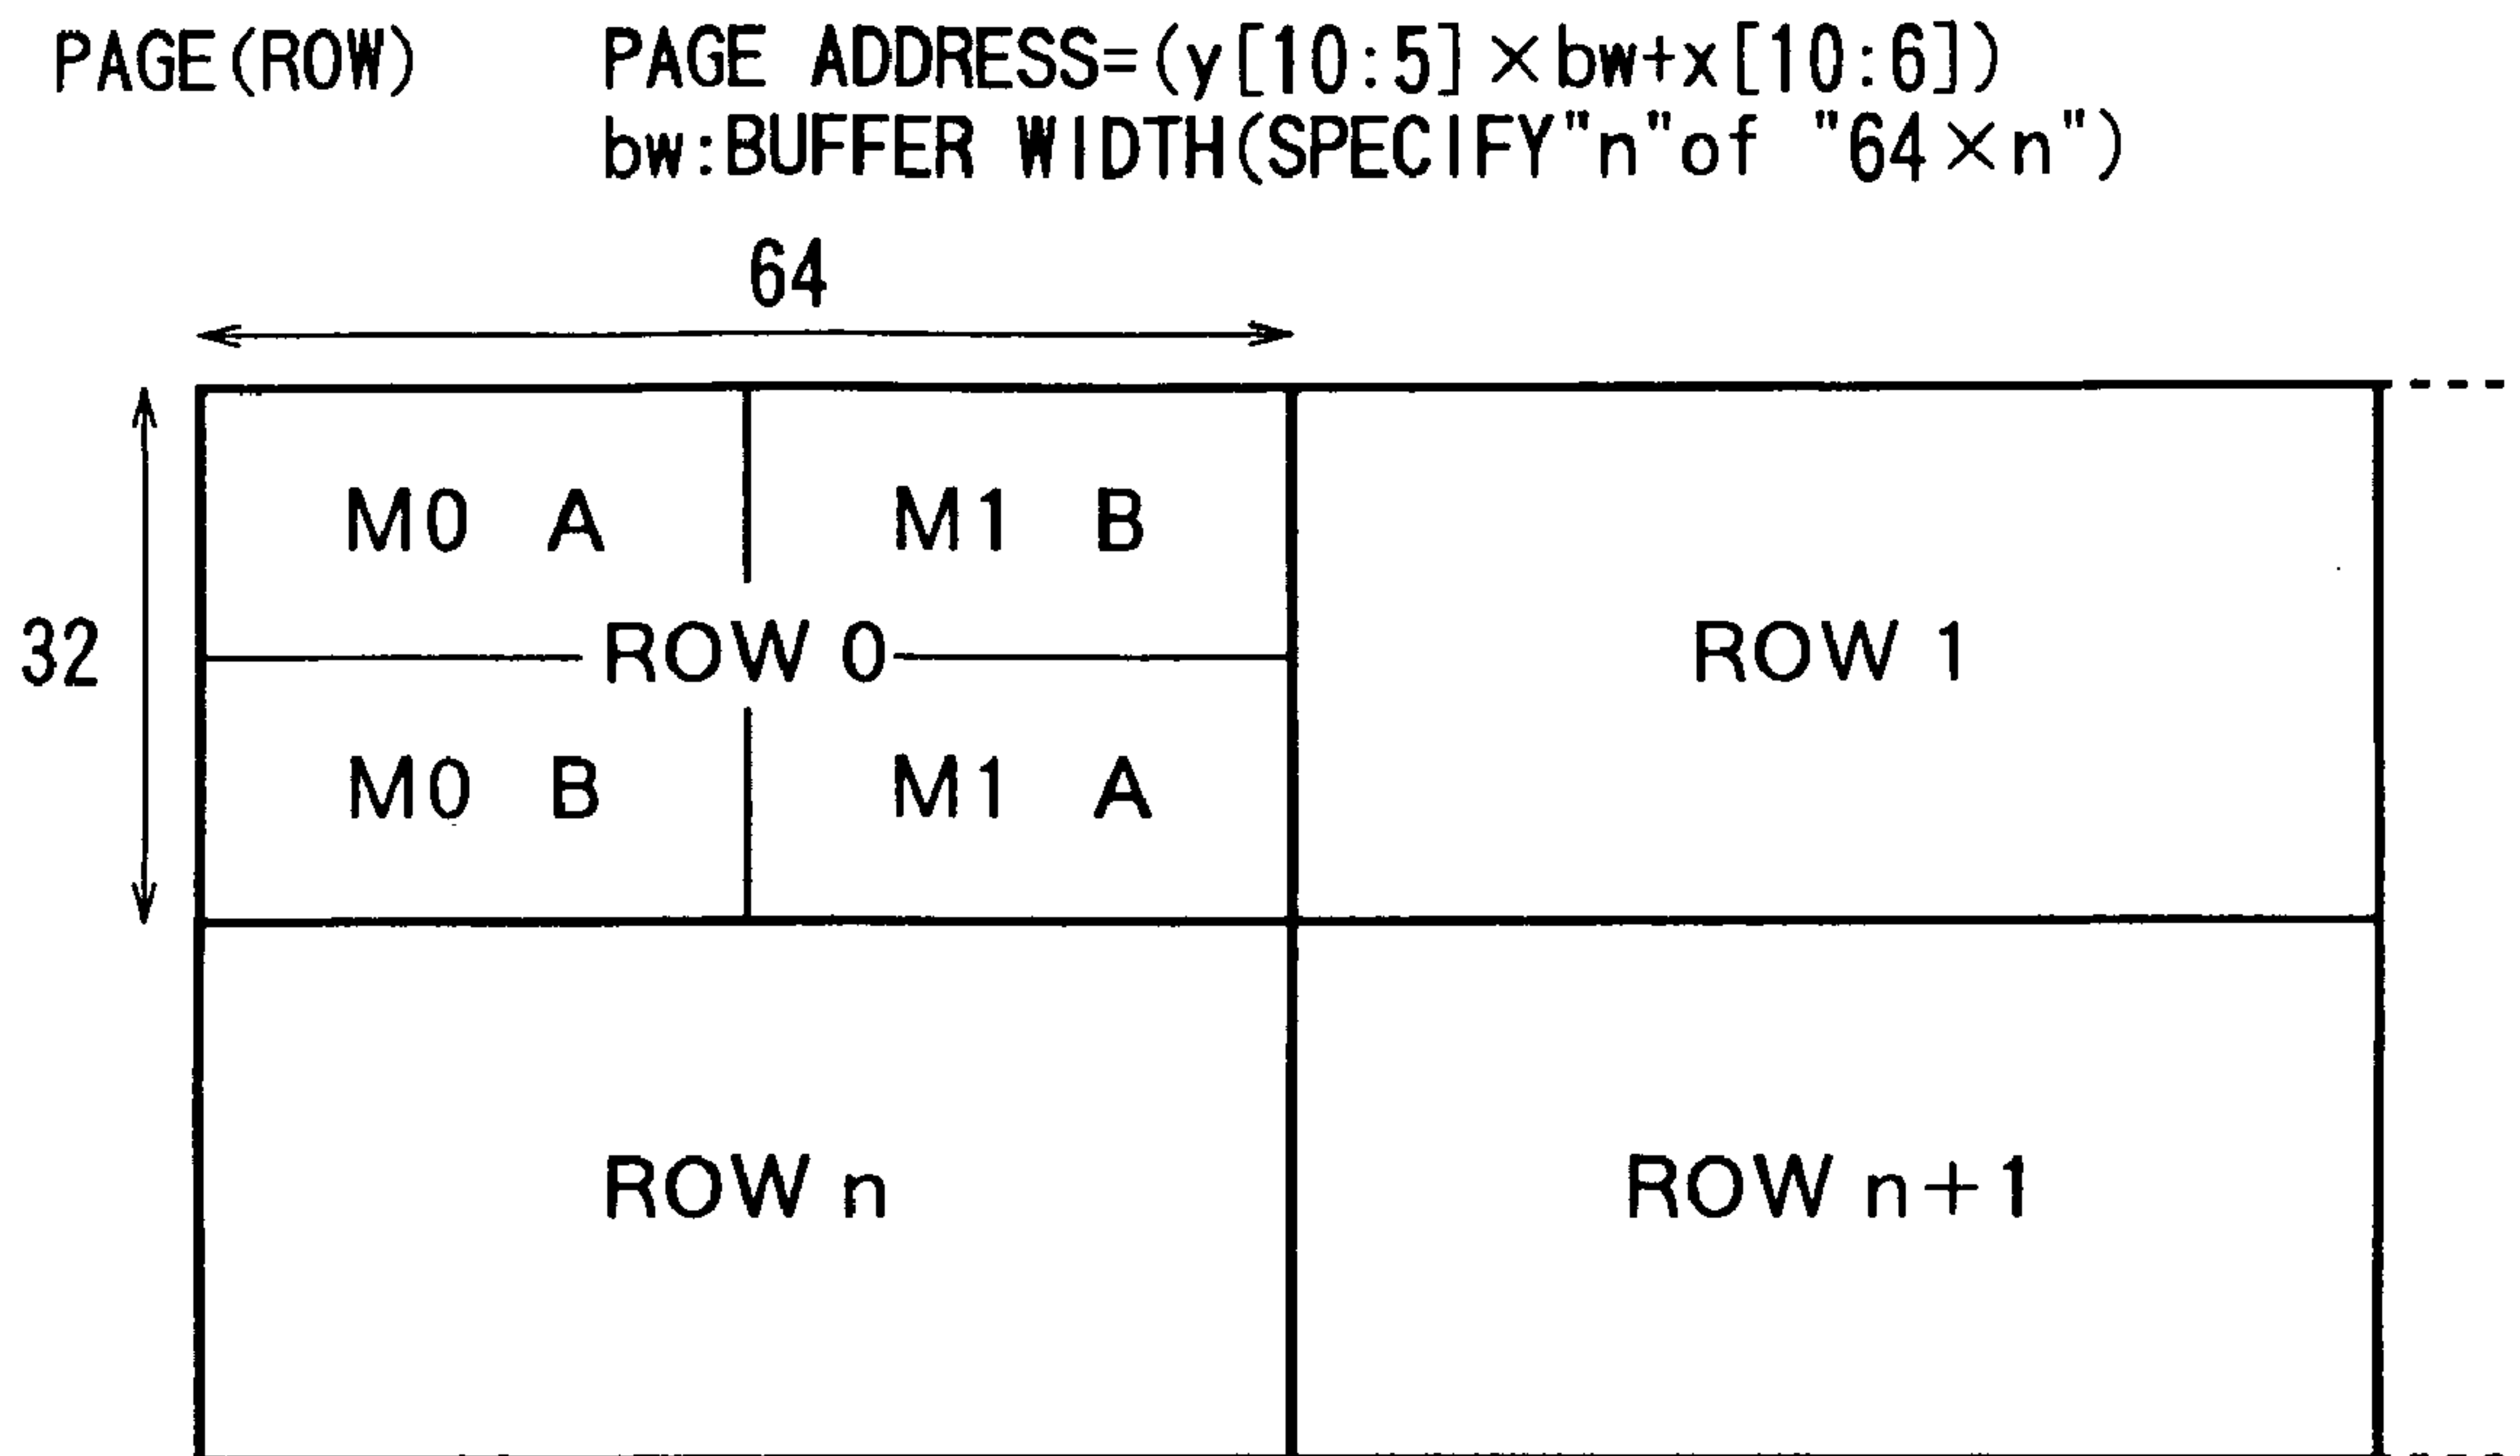 PAGE(ROW) PAGE ADDRESS=(y[10:5]×bw+x[10:6])
bw:BUFFER WIDTH(SPECIFY"n"of "64×n")
64
M0 A M1 B
32 ROW 0 ROW 1
M0 B M1 A
ROW n ROW n+1